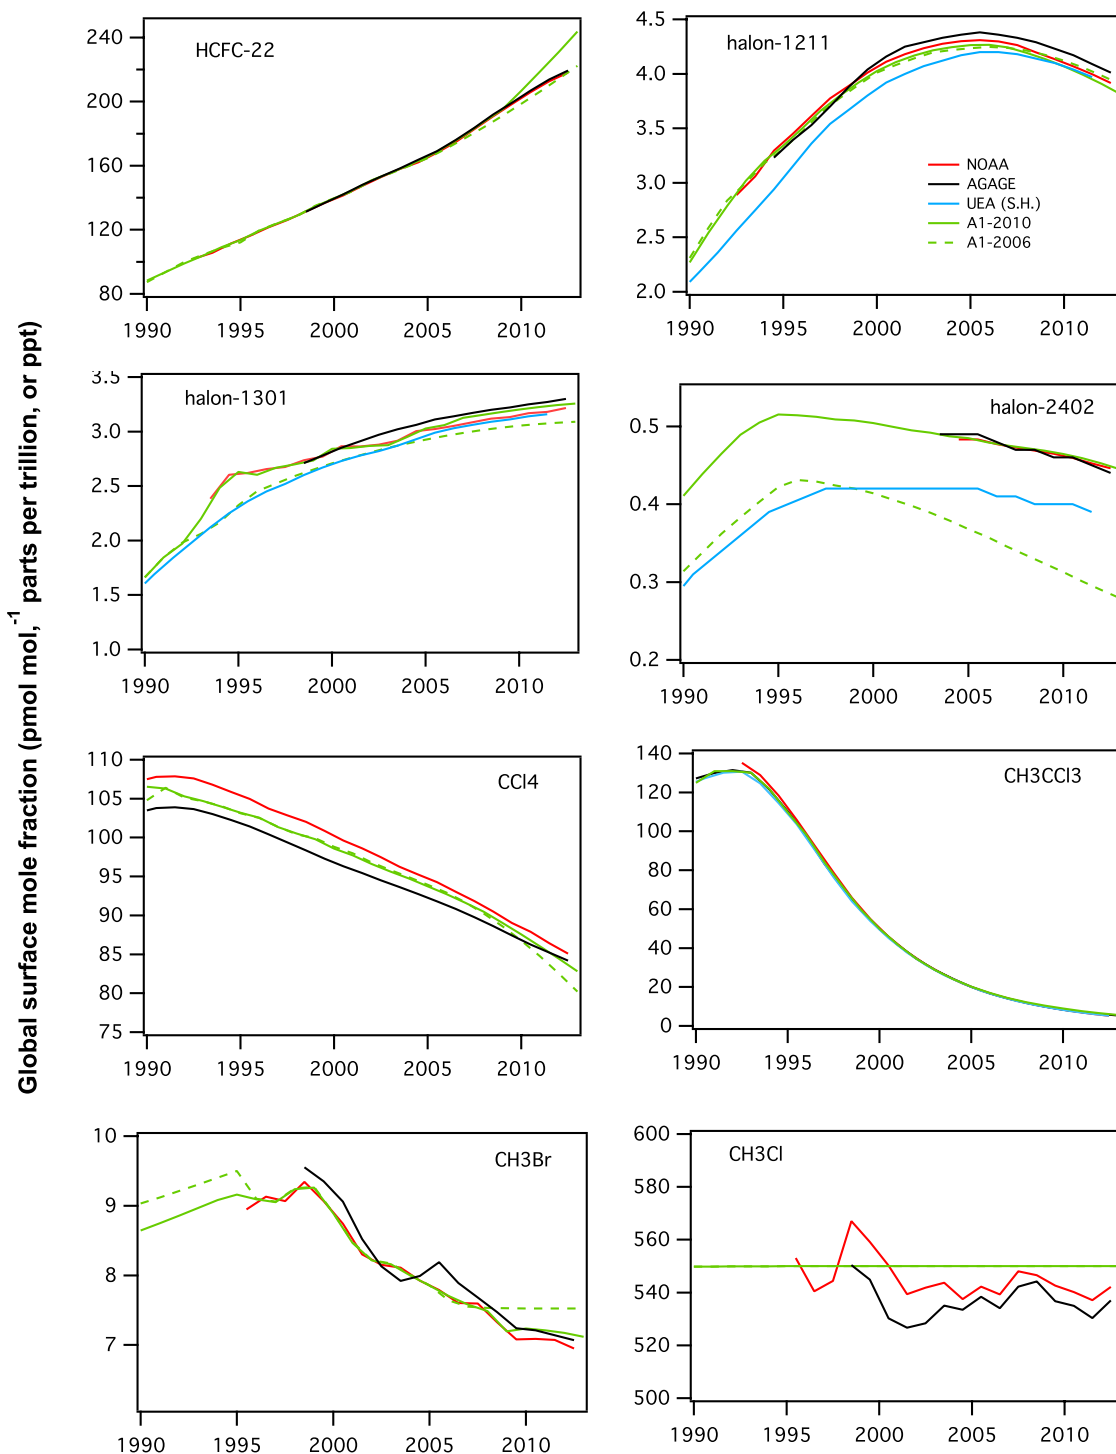 Global surface mole fraction (pmol mol,-1 parts per trillion, or ppt)
HCFC-22
240
200
160
120
80
1990 1995 2000 2005 2010
halon-1211
4.5
4.0
3.5
3.0
2.5
2.0
NOAA
AGAGE
UEA (S.H.)
A1-2010
A1-2006
1990 1995 2000 2005 2010
halon-1301
3.5
3.0
2.5
2.0
1.5
1.0
1990 1995 2000 2005 2010
halon-2402
0.5
0.4
0.3
0.2
1990 1995 2000 2005 2010
CCl4
110
105
100
95
90
85
80
75
1990 1995 2000 2005 2010
CH3CCl3
140
120
100
80
60
40
20
0
1990 1995 2000 2005 2010
CH3Br
10
9
8
7
1990 1995 2000 2005 2010
CH3Cl
600
580
560
540
520
500
1990 1995 2000 2005 2010